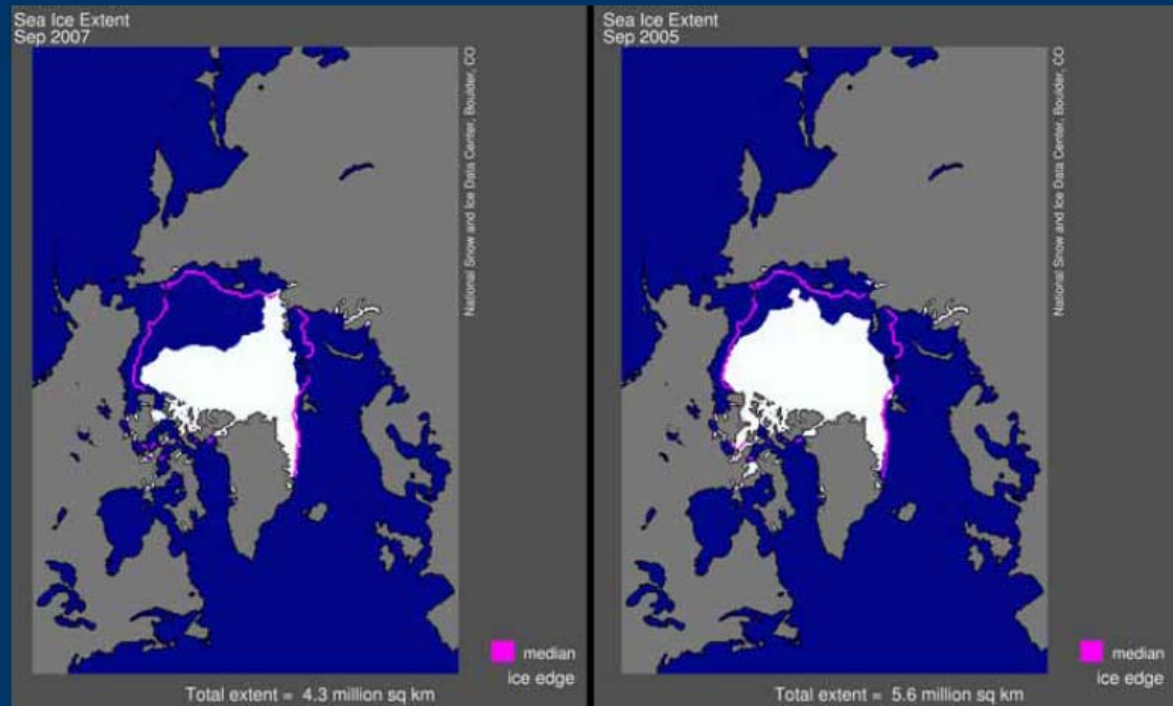 Sea Ice Extent
Sep 2007
National Snow and Ice Data Center, Boulder, CO
median
ice edge
Total extent = 4.3 million sq km
Sea Ice Extent
Sep 2005
National Snow and Ice Data Center, Boulder, CO
median
ice edge
Total extent = 5.6 million sq km